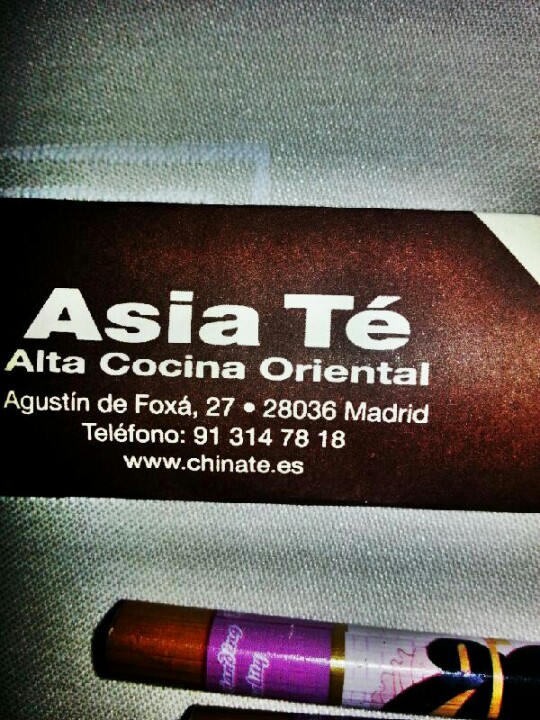 Asia Té
Alta Cocina Oriental
Agustín de Foxá, 27 • 28036 Madrid
Teléfono: 91 314 78 18
www.chinate.es